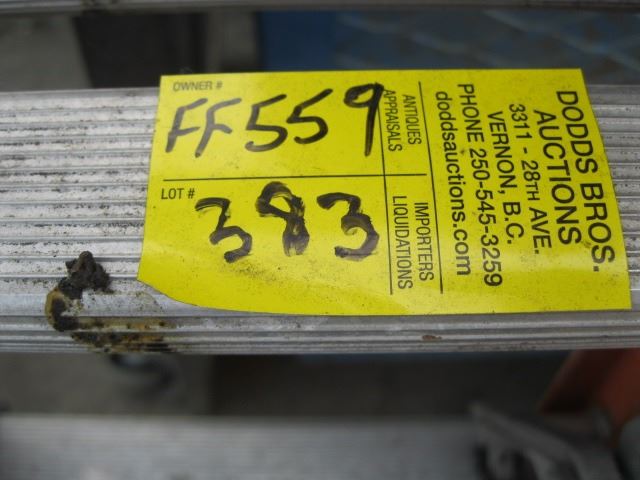 OWNER #
FF559
LOT #
383
ANTIQUES
APPRAISALS
IMPORTERS
LIQUIDATIONS
DODDS BROS.
AUCTIONS
3311 - 28TH AVE.
VERNON, B.C.
PHONE 250-545-3259
doddsauctions.com